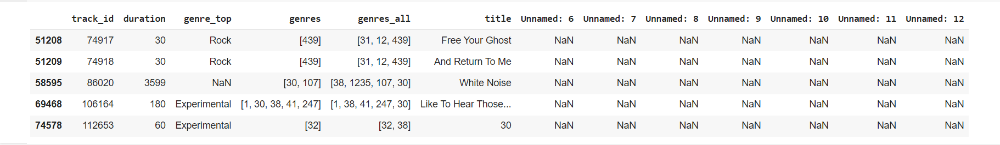 track_id duration genre_top genres genres_all title Unnamed: 6 Unnamed: 7 Unnamed: 8 Unnamed: 9 Unnamed: 10 Unnamed: 11 Unnamed: 12
51208 74917 30 Rock [439] [31, 12, 439] Free Your Ghost NaN NaN NaN NaN NaN NaN NaN
51209 74918 30 Rock [439] [31, 12, 439] And Return To Me NaN NaN NaN NaN NaN NaN NaN
58595 86020 3599 NaN [30, 107] [38, 1235, 107, 30] White Noise NaN NaN NaN NaN NaN NaN NaN
69468 106164 180 Experimental [1, 30, 38, 41, 247] [1, 38, 41, 247, 30] Like To Hear Those... NaN NaN NaN NaN NaN NaN NaN
74578 112653 60 Experimental [32] [32, 38] 30 NaN NaN NaN NaN NaN NaN NaN